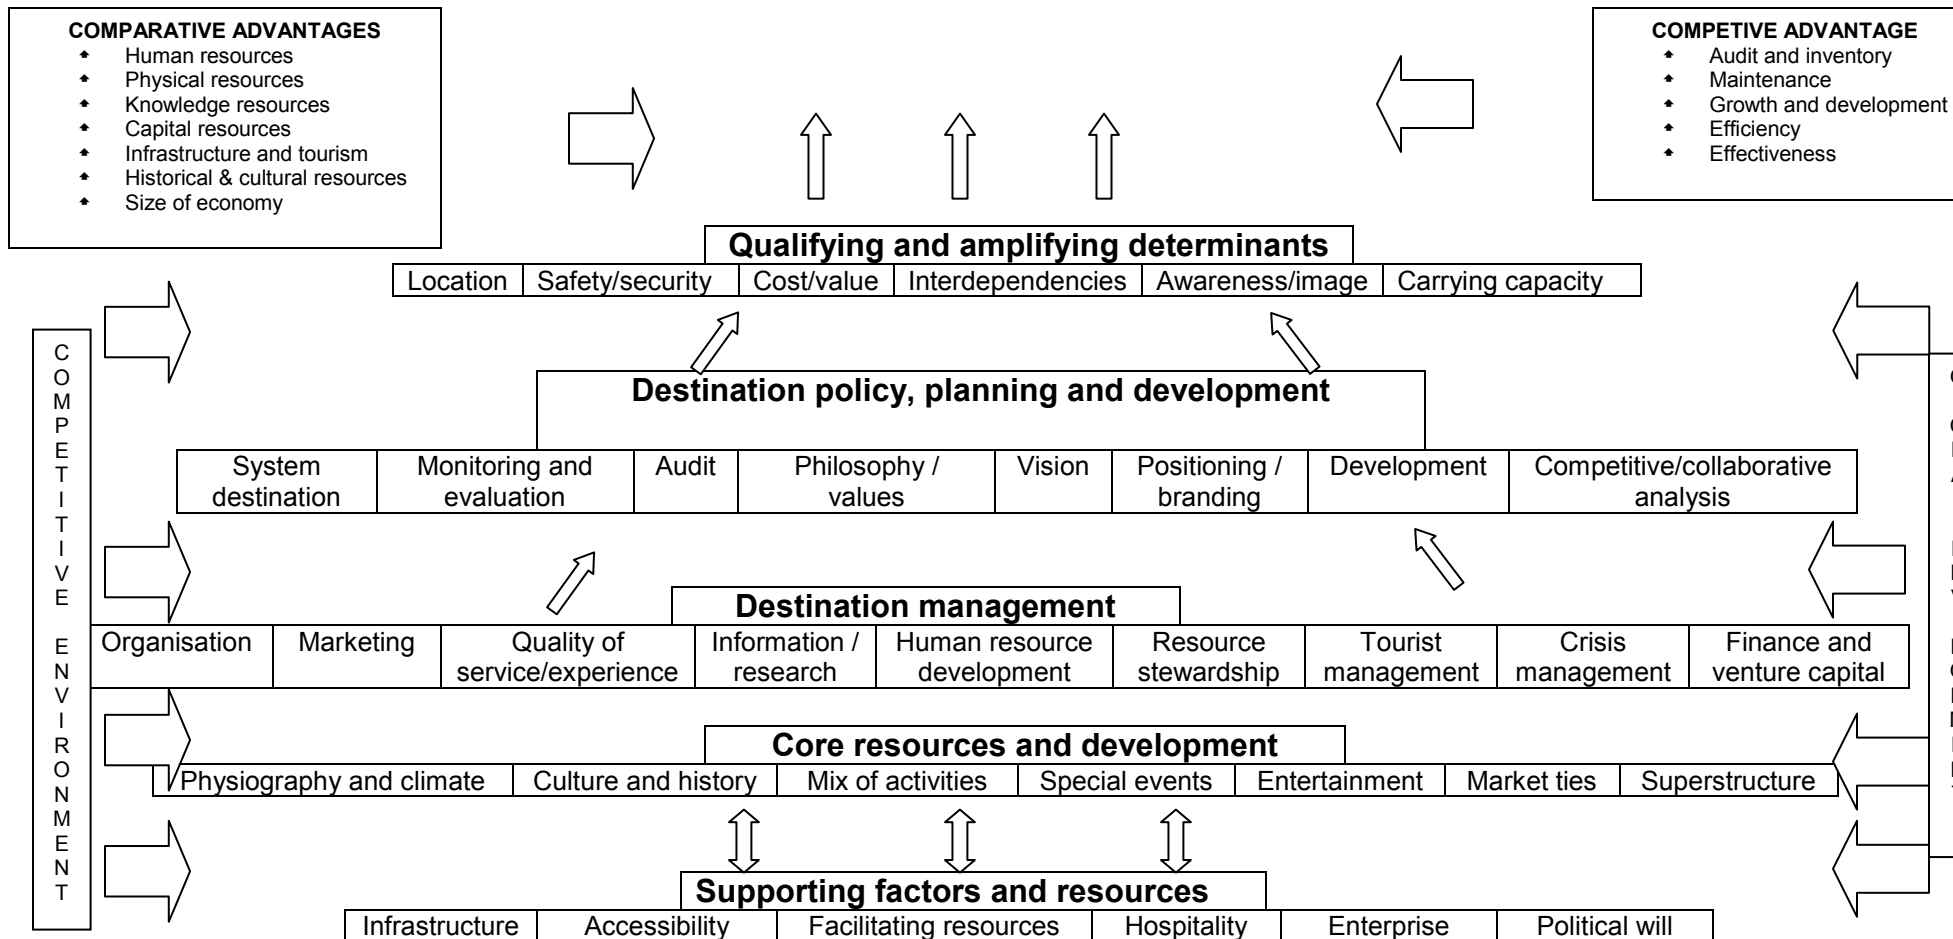 COMPARATIVE ADVANTAGES
Human resources
Physical resources
Knowledge resources
Capital resources
Infrastructure and tourism
Historical & cultural resources
Size of economy
COMPETIVE ADVANTAGE
Audit and inventory
Maintenance
Growth and development
Efficiency
Effectiveness
Qualifying and amplifying determinants
Location Safety/security Cost/value Interdependencies Awareness/image Carrying capacity
COMPETITIVE ENVIRONMENT
Destination policy, planning and development
System destination
Monitoring and evaluation
Audit
Philosophy / values
Vision
Positioning / branding
Development
Competitive/collaborative analysis
Destination management
Organisation
Marketing
Quality of service/experience
Information / research
Human resource development
Resource stewardship
Tourist management
Crisis management
Finance and venture capital
Core resources and development
Physiography and climate Culture and history Mix of activities Special events Entertainment Market ties Superstructure
Supporting factors and resources
Infrastructure Accessibility Facilitating resources Hospitality Enterprise Political will